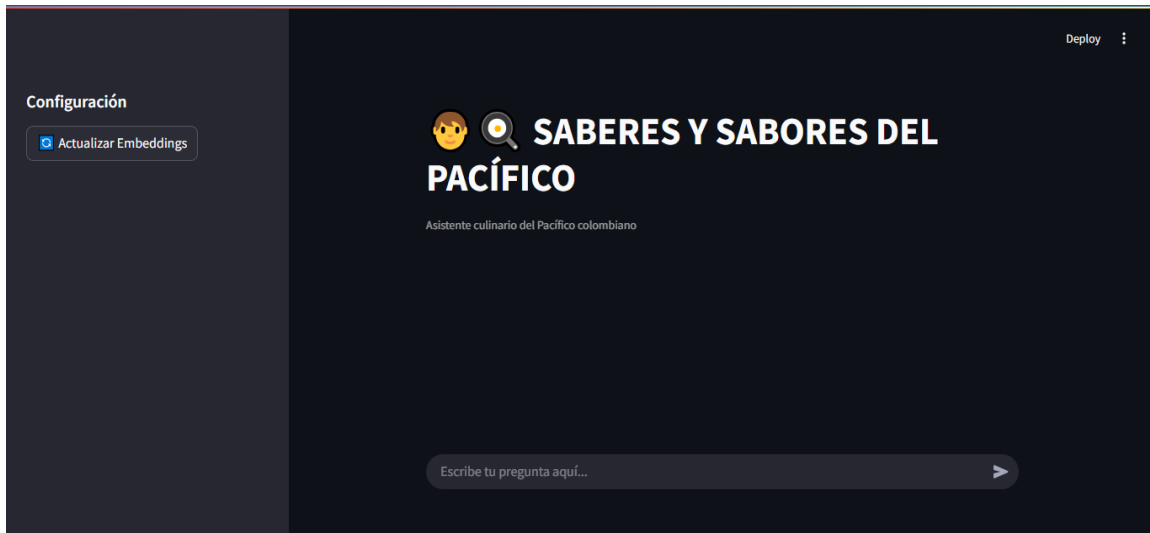 Deploy
Configuración
Actualizar Embeddings
SABERES Y SABORES DEL
PACÍFICO
Asistente culinario del Pacífico colombiano
Escribe tu pregunta aquí...